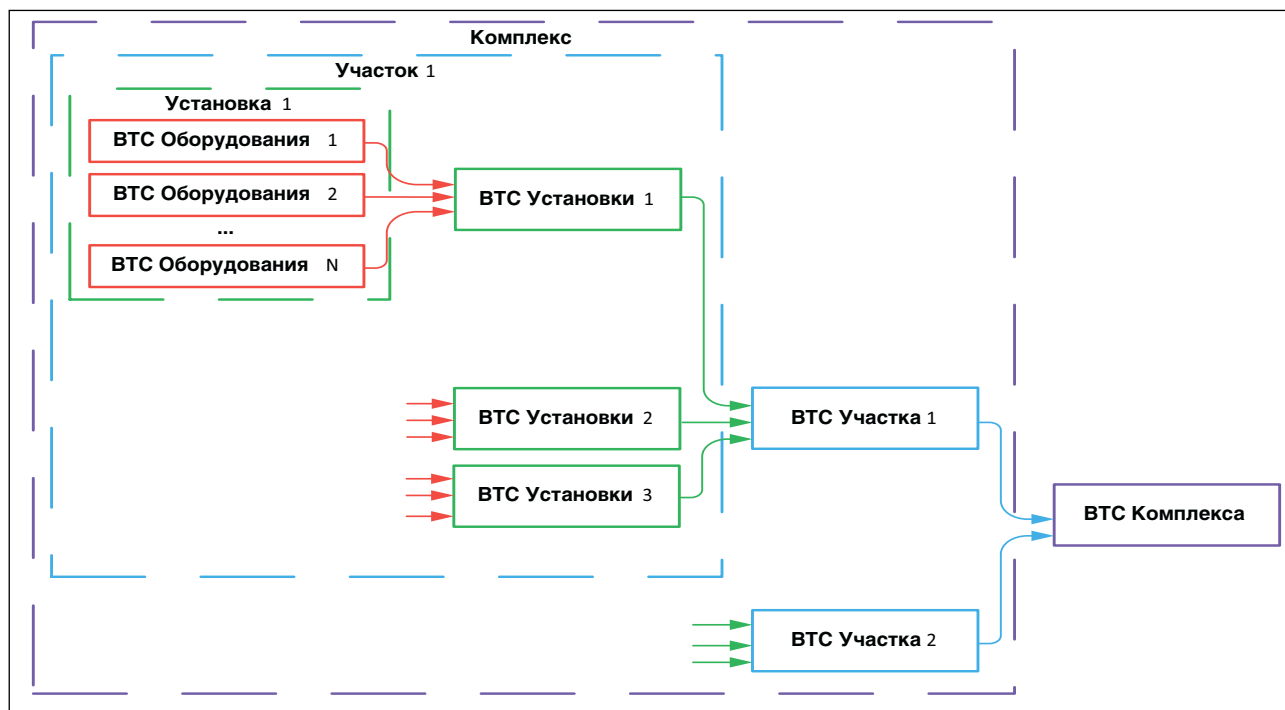 Комплекс
Участок 1
Установка 1
ВТС Оборудования 1
ВТС Оборудования 2
...
ВТС Оборудования N
ВТС Установки 1
ВТС Установки 2
ВТС Установки 3
ВТС Участка 1
ВТС Участка 2
ВТС Комплекса